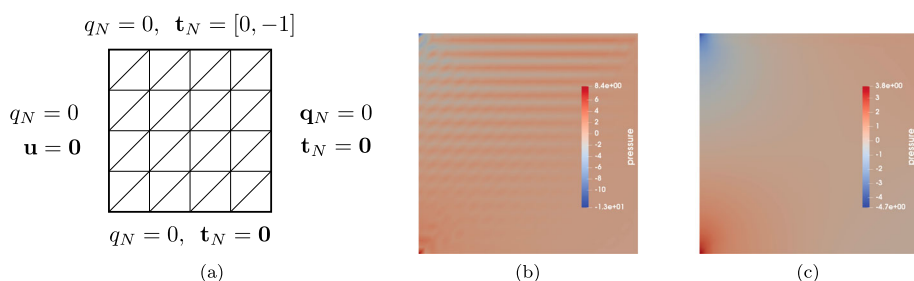 q_N = 0, t_N = [0, −1]
q_N = 0
u = 0
q_N = 0
t_N = 0
q_N = 0, t_N = 0
(a)
8.4e+00
6
4
2
0
-2
-4
-6
-8
-10
-1.3e+01
pressure
(b)
3.8e+00
3
2
1
0
-1
-2
-3
-4.7e+00
pressure
(c)